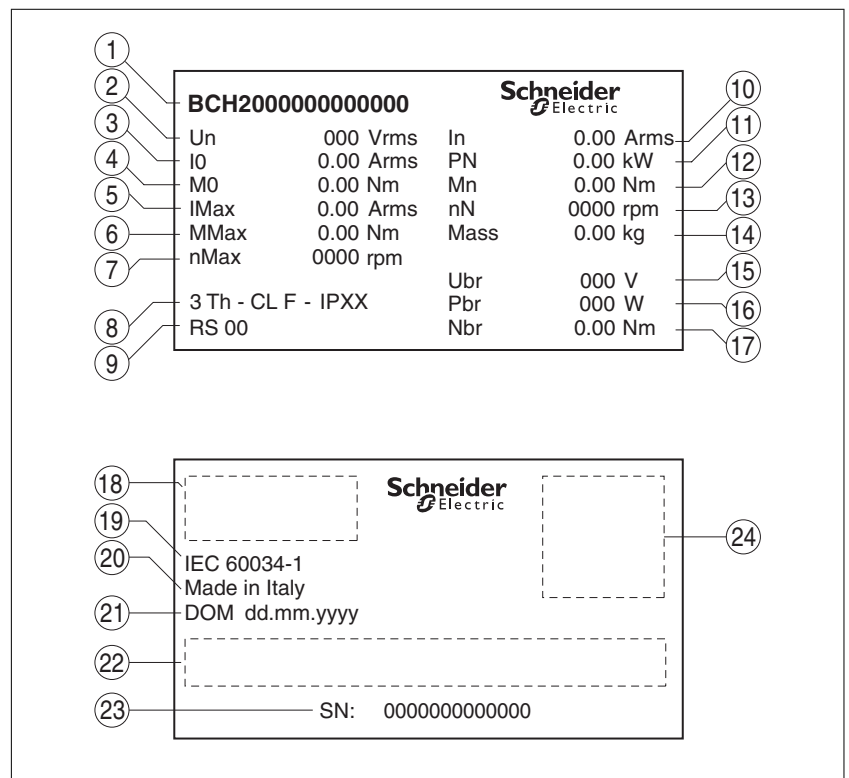 1
2
3
4
5
6
7
8
9
BCH2000000000000
Schneider
Electric
Un 000 Vrms In 0.00 Arms
I0 0.00 Arms PN 0.00 kW
M0 0.00 Nm Mn 0.00 Nm
IMax 0.00 Arms nN 0000 rpm
MMax 0.00 Nm Mass 0.00 kg
nMax 0000 rpm
Ubr 000 V
3 Th - CL F - IPXX Pbr 000 W
RS 00 Nbr 0.00 Nm
10
11
12
13
14
15
16
17
18
19
20
21
22
23
Schneider
Electric
IEC 60034-1
Made in Italy
DOM dd.mm.yyyy
SN: 0000000000000
24